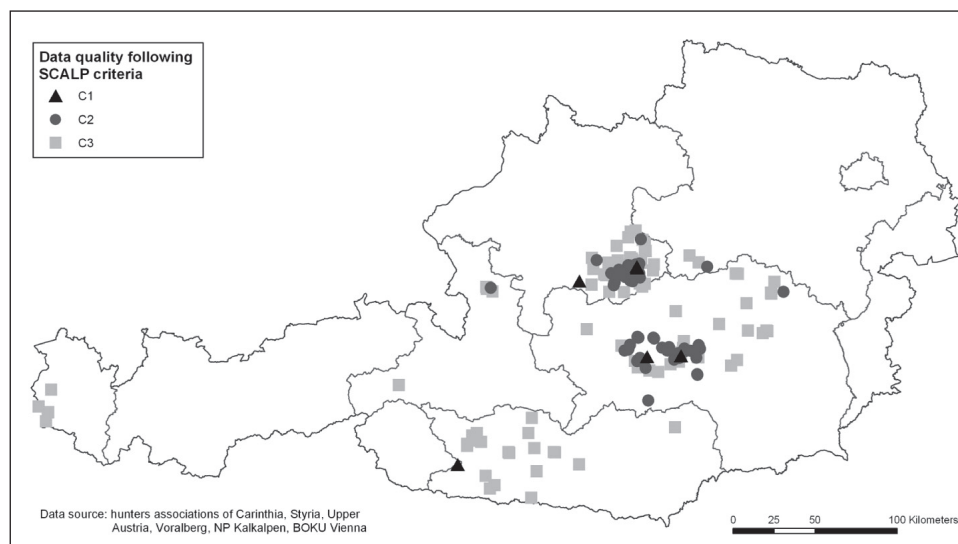 Data quality following
SCALP criteria
C1
C2
C3
Data source: hunters associations of Carinthia, Styria, Upper
Austria, Voralberg, NP Kalkalpen, BOKU Vienna
0 25 50 100 Kilometers